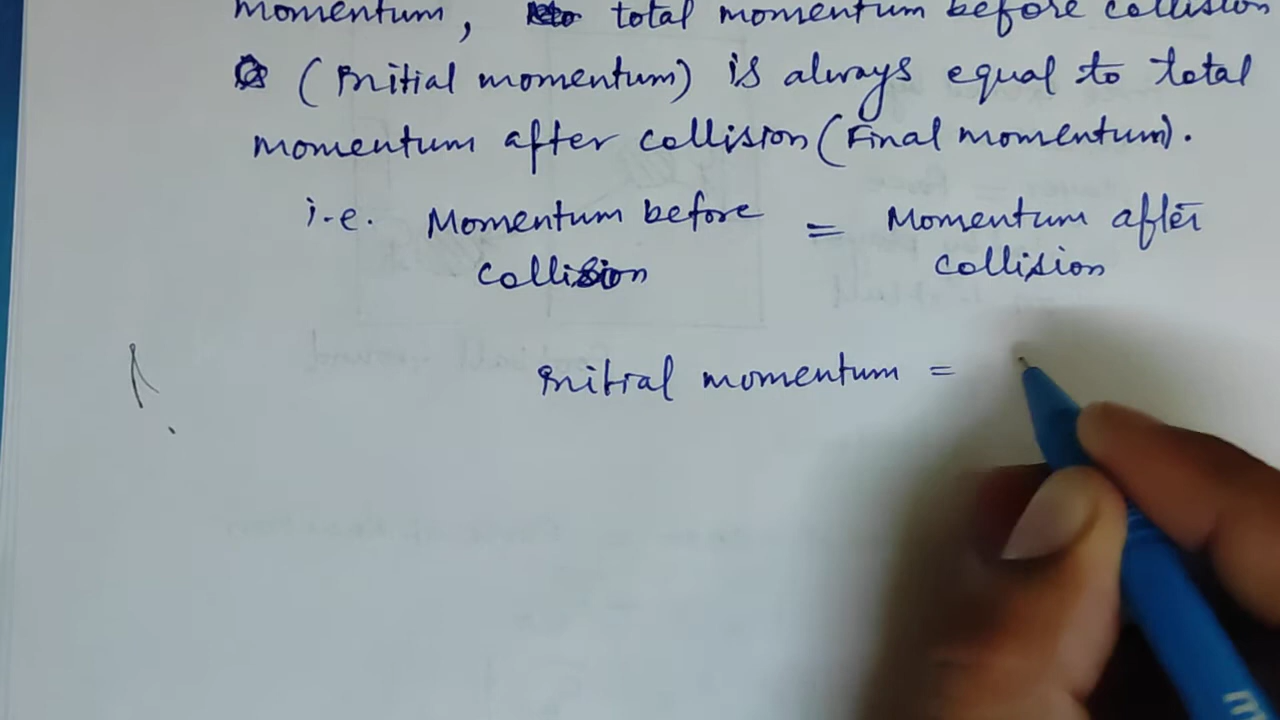 momentum, total momentum before collision
(Initial momentum) is always equal to total
momentum after collision (Final momentum).
i.e. Momentum before = Momentum after
collision collision
Initial momentum =